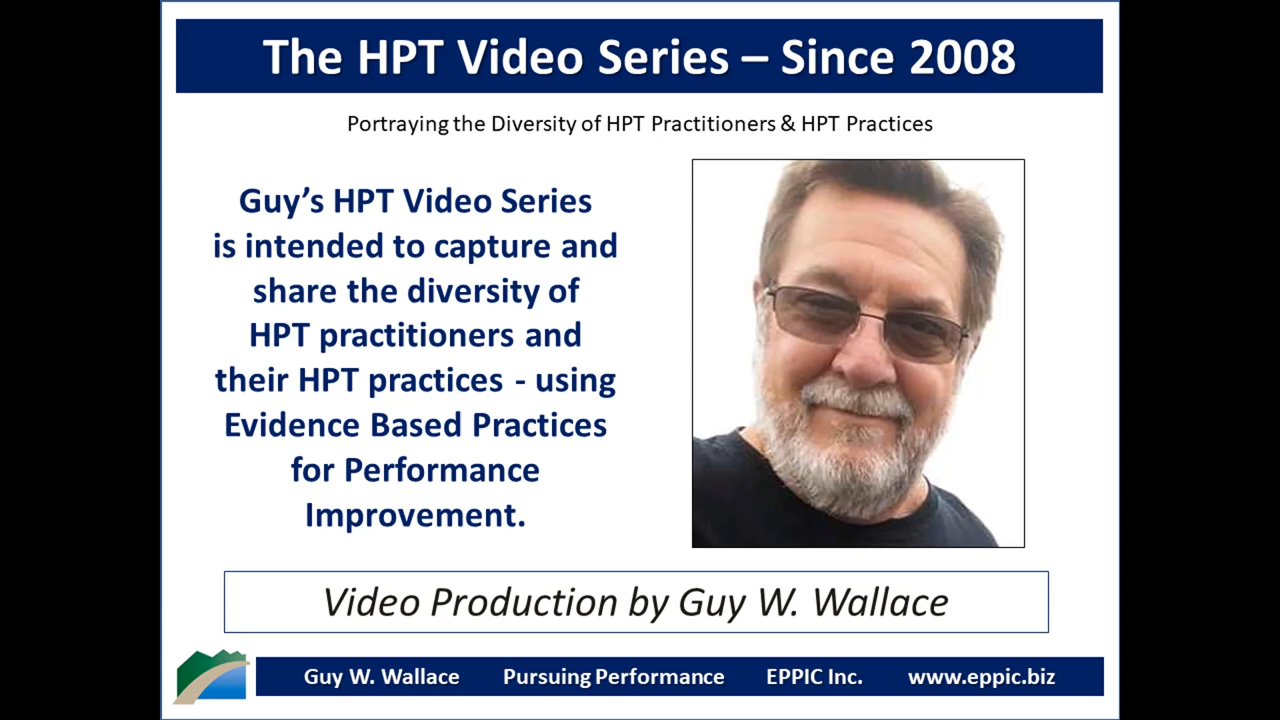 The HPT Video Series – Since 2008
Portraying the Diversity of HPT Practitioners & HPT Practices
Guy’s HPT Video Series
is intended to capture and
share the diversity of
HPT practitioners and
their HPT practices - using
Evidence Based Practices
for Performance
Improvement.
Video Production by Guy W. Wallace
Guy W. Wallace Pursuing Performance EPPIC Inc. www.eppic.biz